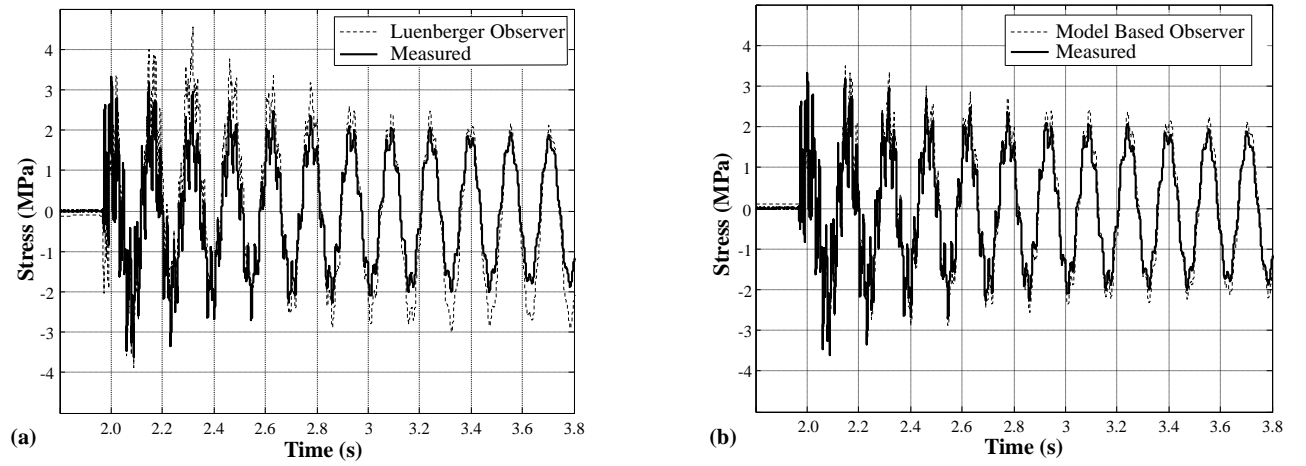 Luenberger Observer
Measured
Stress (MPa)
4
3
2
1
0
-1
-2
-3
-4
2.0 2.2 2.4 2.6 2.8 3 3.2 3.4 3.6 3.8
Time (s)
(a)
Model Based Observer
Measured
Stress (MPa)
4
3
2
1
0
-1
-2
-3
-4
2.0 2.2 2.4 2.6 2.8 3 3.2 3.4 3.6 3.8
Time (s)
(b)